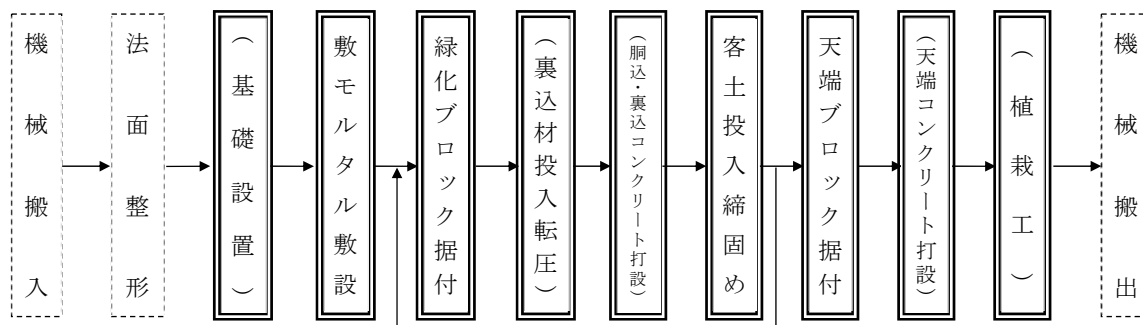 機械搬入
法面整形
（基礎設置）
敷モルタル敷設
緑化ブロック据付
（裏込材投入転圧）
（胴込・裏込コンクリート打設）
客土投入締固め
天端ブロック据付
（天端コンクリート打設）
（植栽工）
機械搬出